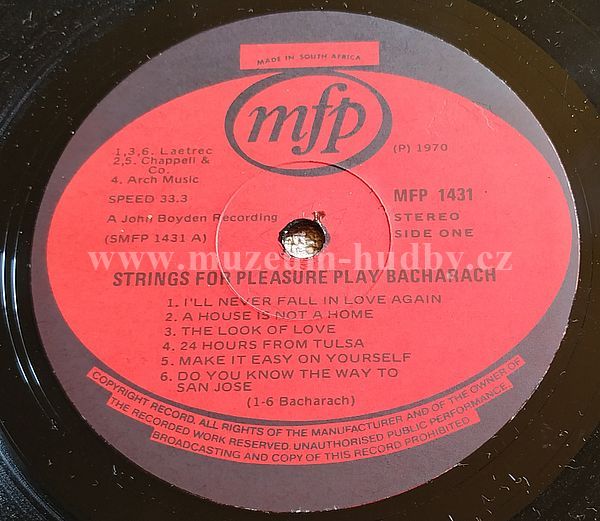 MADE IN SOUTH AFRICA
mfp
1,3,6. Laetrec
2,5. Chappell &
Co.
4. Arch Music
(P) 1970
SPEED 33.3
MFP 1431
A John Boyden Recording
STEREO
(SMFP 1431 A)
SIDE ONE
www.muzeum-hudby.cz
STRINGS FOR PLEASURE PLAY BACHARACH
1. I'LL NEVER FALL IN LOVE AGAIN
2. A HOUSE IS NOT A HOME
3. THE LOOK OF LOVE
4. 24 HOURS FROM TULSA
5. MAKE IT EASY ON YOURSELF
6. DO YOU KNOW THE WAY TO
SAN JOSE
(1-6 Bacharach)
COPYRIGHT RECORD. ALL RIGHTS OF THE MANUFACTURER AND OF THE OWNER OF
THE RECORDED WORK RESERVED. UNAUTHORISED PUBLIC PERFORMANCE,
BROADCASTING AND COPY OF THIS RECORD PROHIBITED